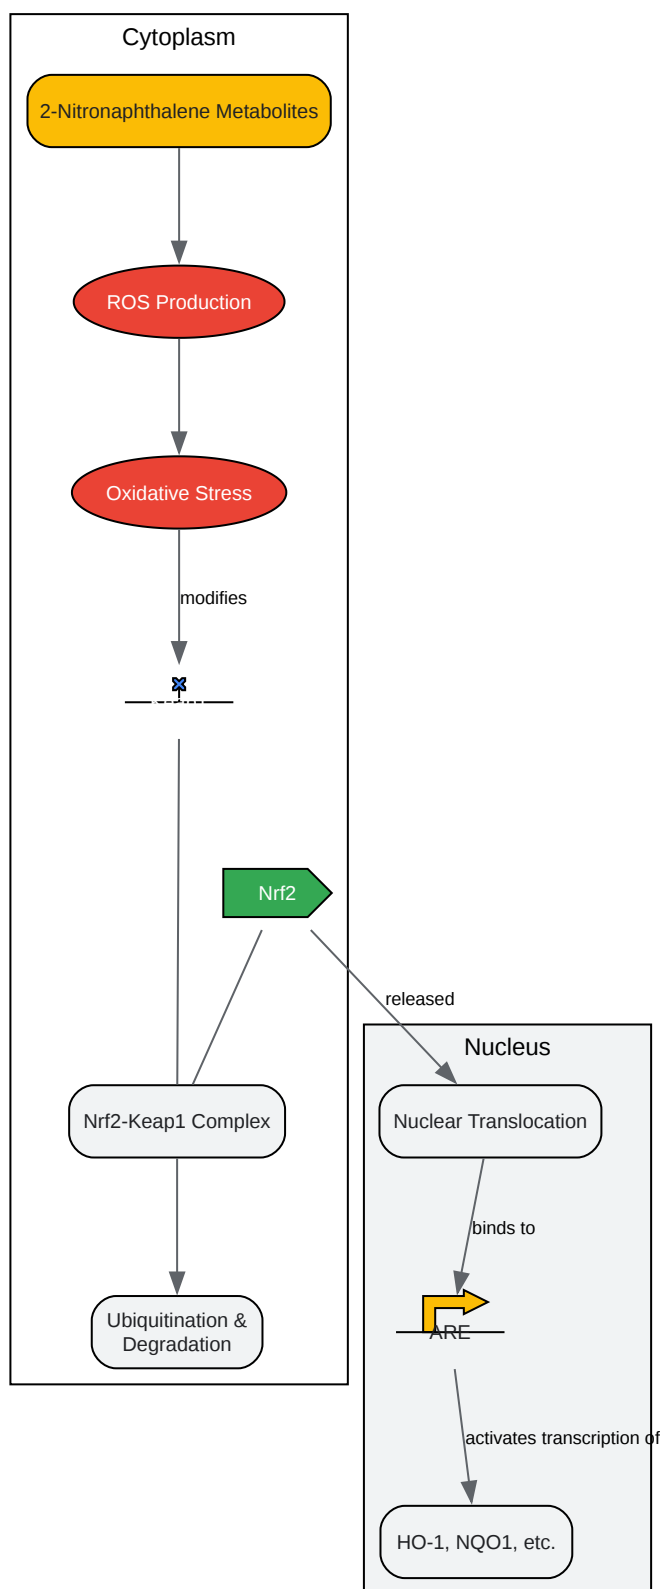 Cytoplasm
2-Nitronaphthalene Metabolites
ROS Production
Oxidative Stress
modifies
Nrf2
released
Nucleus
Nrf2-Keap1 Complex
Nuclear Translocation
binds to
Ubiquitination &
Degradation
ARE
activates transcription of
HO-1, NQO1, etc.